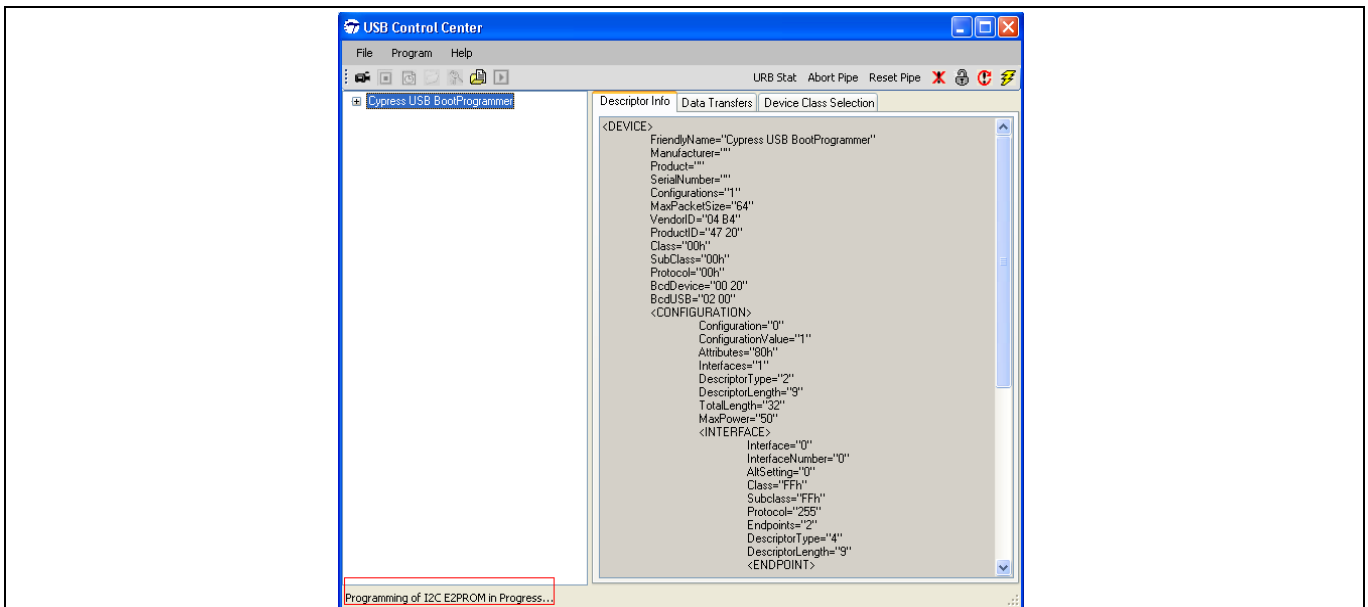 USB Control Center
File Program Help
URB Stat Abort Pipe Reset Pipe
Cypress USB BootProgrammer
Descriptor Info Data Transfers Device Class Selection
<DEVICE>
FriendlyName="Cypress USB BootProgrammer"
Manufacturer=""
Product=""
SerialNumber=""
Configurations="1"
MaxPacketSize="64"
VendorID="04 B4"
ProductID="47 20"
Class="00h"
SubClass="00h"
Protocol="00h"
BcdDevice="00 20"
BcdUSB="02 00"
<CONFIGURATION>
Configuration="0"
ConfigurationValue="1"
Attributes="80h"
Interfaces="1"
DescriptorType="2"
DescriptorLength="9"
TotalLength="32"
MaxPower="50"
<INTERFACE>
Interface="0"
InterfaceNumber="0"
AltSetting="0"
Class="FFh"
Subclass="FFh"
Protocol="255"
Endpoints="2"
DescriptorType="4"
DescriptorLength="9"
<ENDPOINT>
Programming of I2C E2PROM in Progress...